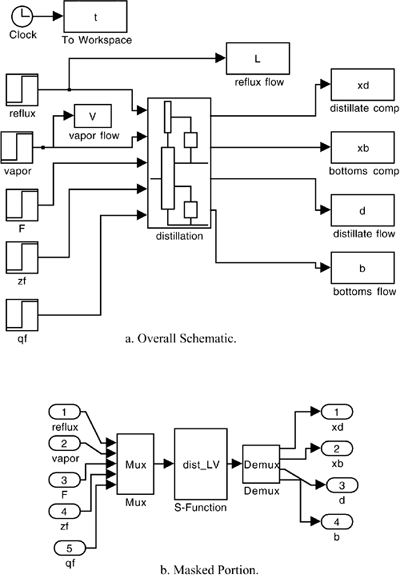 t
Clock
To Workspace
L
reflux flow
reflux
V
vapor flow
vapor
xd
distillate comp
xb
bottoms comp
F
distillation
d
distillate flow
zf
b
bottoms flow
qf
a. Overall Schematic.
1
reflux
2
vapor
3
F
4
zf
5
qf
Mux
Mux
dist_LV
S-Function
Demux
Demux
1
xd
2
xb
3
d
4
b
b. Masked Portion.